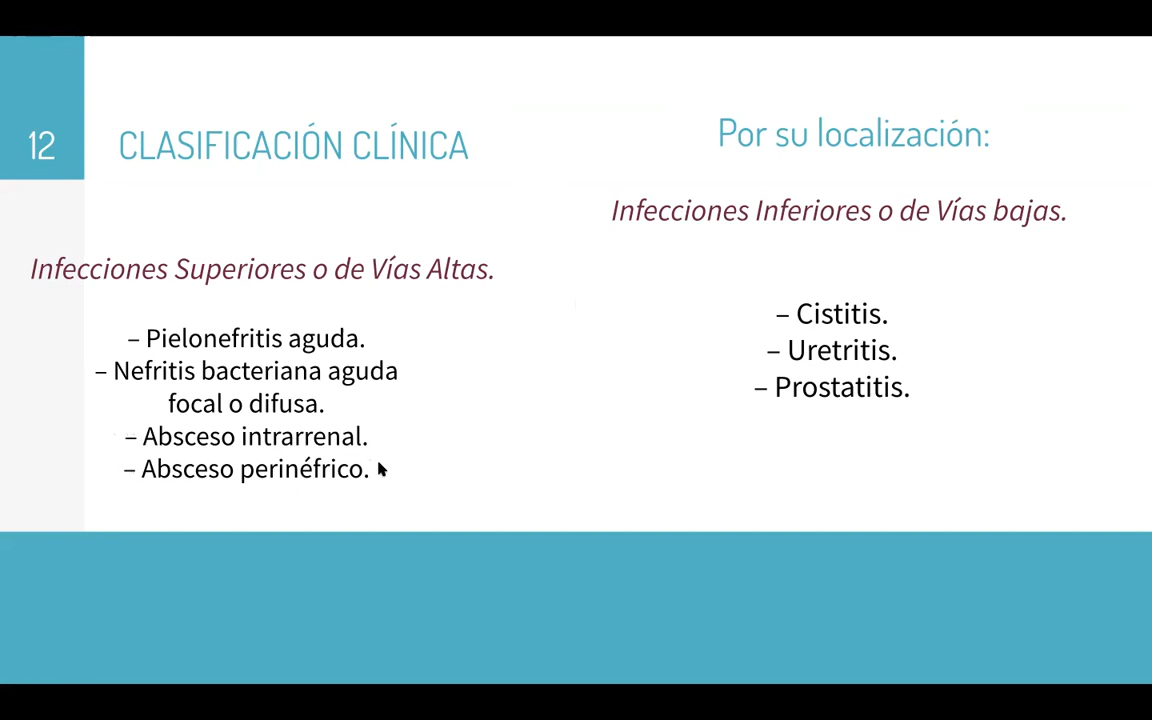 12
CLASIFICACIÓN CLÍNICA
Por su localización:
Infecciones Superiores o de Vías Altas.
– Pielonefritis aguda.
– Nefritis bacteriana aguda
focal o difusa.
– Absceso intrarrenal.
– Absceso perinéfrico.
Infecciones Inferiores o de Vías bajas.
– Cistitis.
– Uretritis.
– Prostatitis.